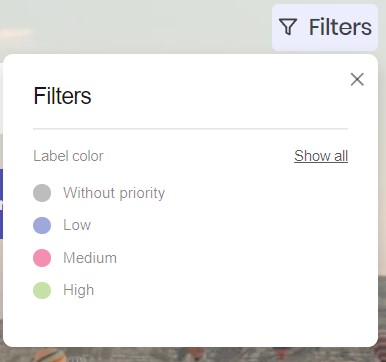 Filters
Filters
Label color
Show all
Without priority
Low
Medium
High